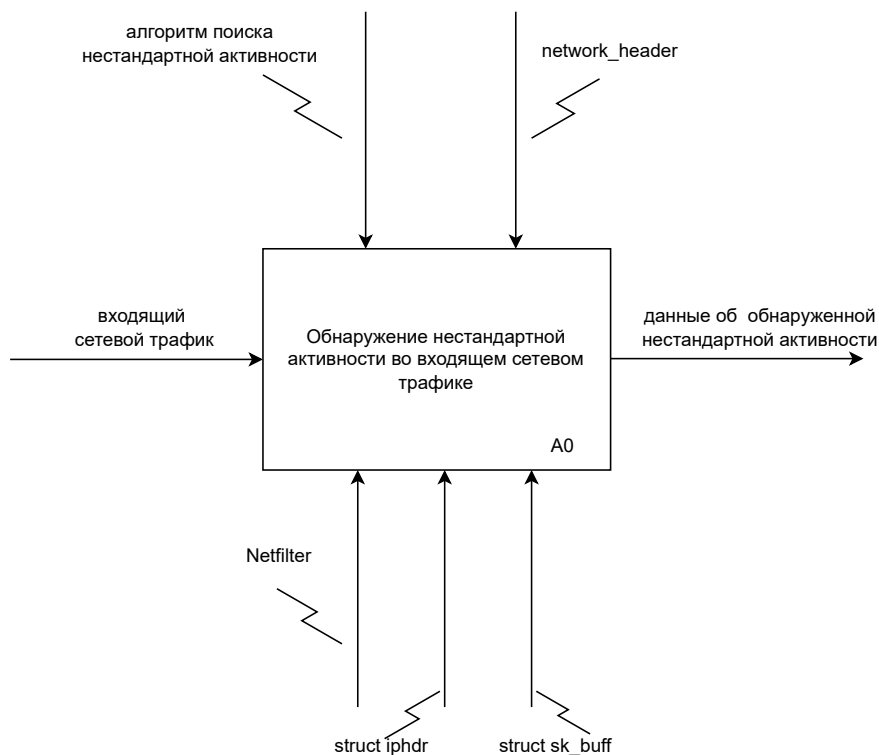 алгоритм поиска
нестандартной активности
network_header
входящий
сетевой трафик
Обнаружение нестандартной
активности во входящем сетевом
трафике
A0
данные об обнаруженной
нестандартной активности
Netfilter
struct iphdr
struct sk_buff